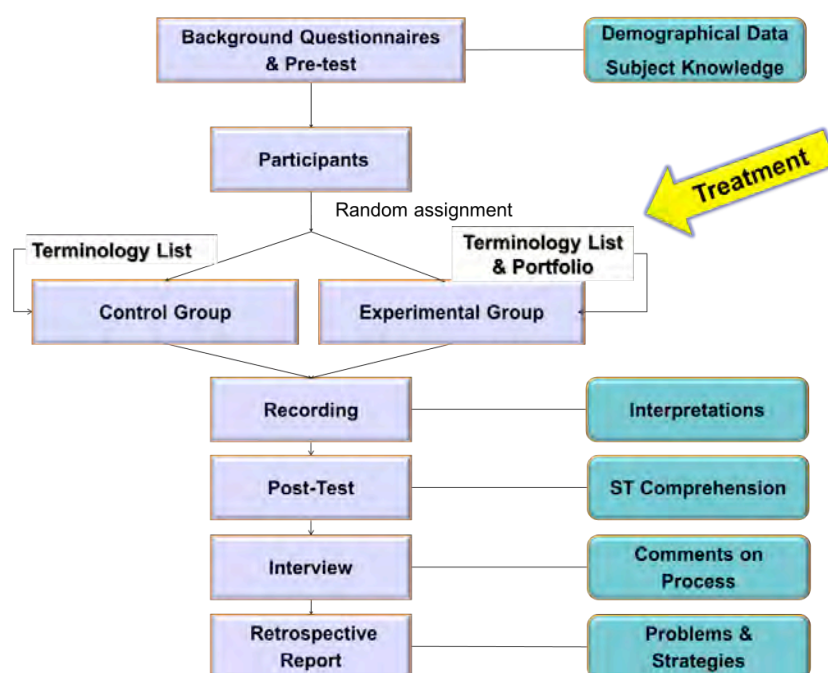 Background Questionnaires
& Pre-test
Demographical Data
Subject Knowledge
Participants
Treatment
Random assignment
Terminology List
Terminology List
& Portfolio
Control Group
Experimental Group
Recording
Interpretations
Post-Test
ST Comprehension
Interview
Comments on
Process
Retrospective
Report
Problems &
Strategies